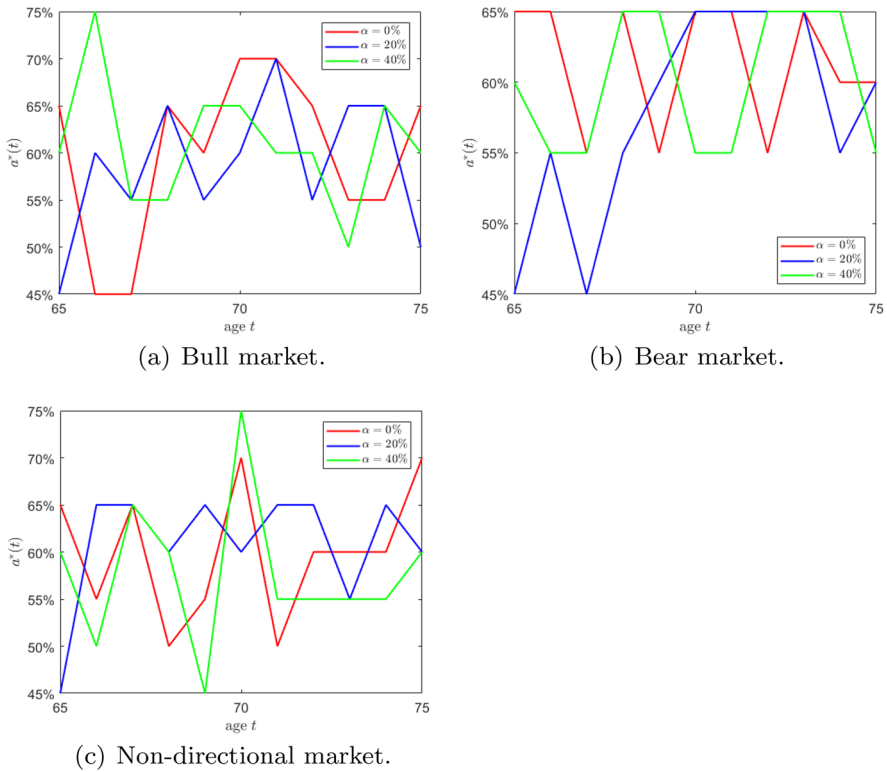 75%
70%
65%
60%
55%
50%
45%
a*(t)
α = 0%
α = 20%
α = 40%
65
70
75
age t
(a) Bull market.
65%
60%
55%
50%
45%
a*(t)
α = 0%
α = 20%
α = 40%
65
70
75
age t
(b) Bear market.
75%
70%
65%
60%
55%
50%
45%
a*(t)
α = 0%
α = 20%
α = 40%
65
70
75
age t
(c) Non-directional market.